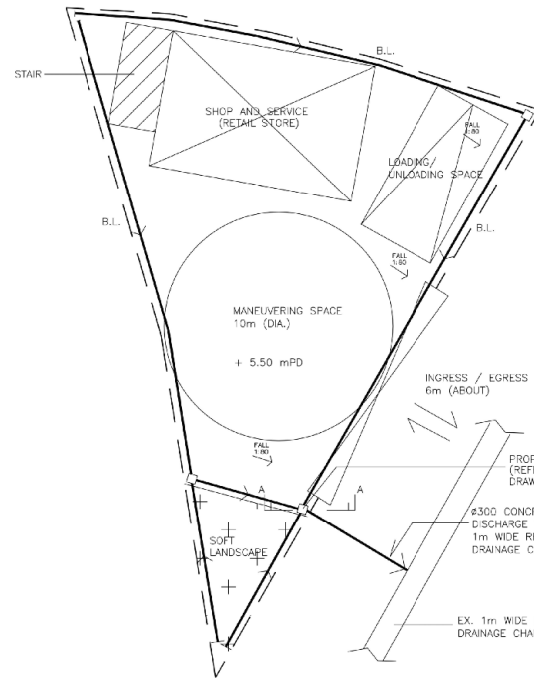 B.L.
STAIR
SHOP AND SERVICE
(RETAIL STORE)
FALL
1:80
LOADING/
UNLOADING SPACE
B.L.
B.L.
FALL
1:80
MANEUVERING SPACE
10m (DIA.)
+ 5.50 mPD
INGRESS / EGRESS
6m (ABOUT)
FALL
1:80
A
A
SOFT
LANDSCAPE
ø300
DISCHARGE
1m WIDE
DRAINAGE
EX. 1m WIDE
DRAINAGE